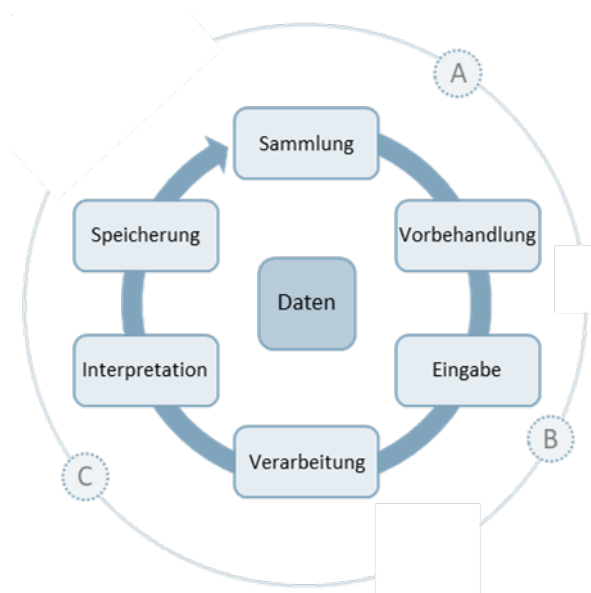 A
Sammlung
Speicherung
Vorbehandlung
Daten
Interpretation
Eingabe
B
Verarbeitung
C